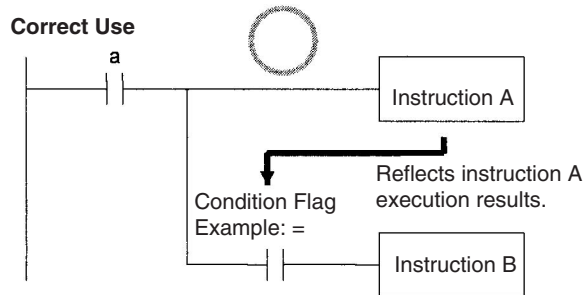 Correct Use
a
Instruction A
Reflects instruction A
execution results.
Condition Flag
Example: =
Instruction B